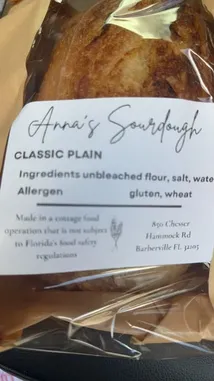 Anna's Sourdough
CLASSIC PLAIN
Ingredients unbleached flour, salt, wate
Allergen gluten, wheat
Made in a cottage food
operation that is not subject
to Florida's food safety
regulations
850 Chesser
Hammock Rd
Barberville FL 32105